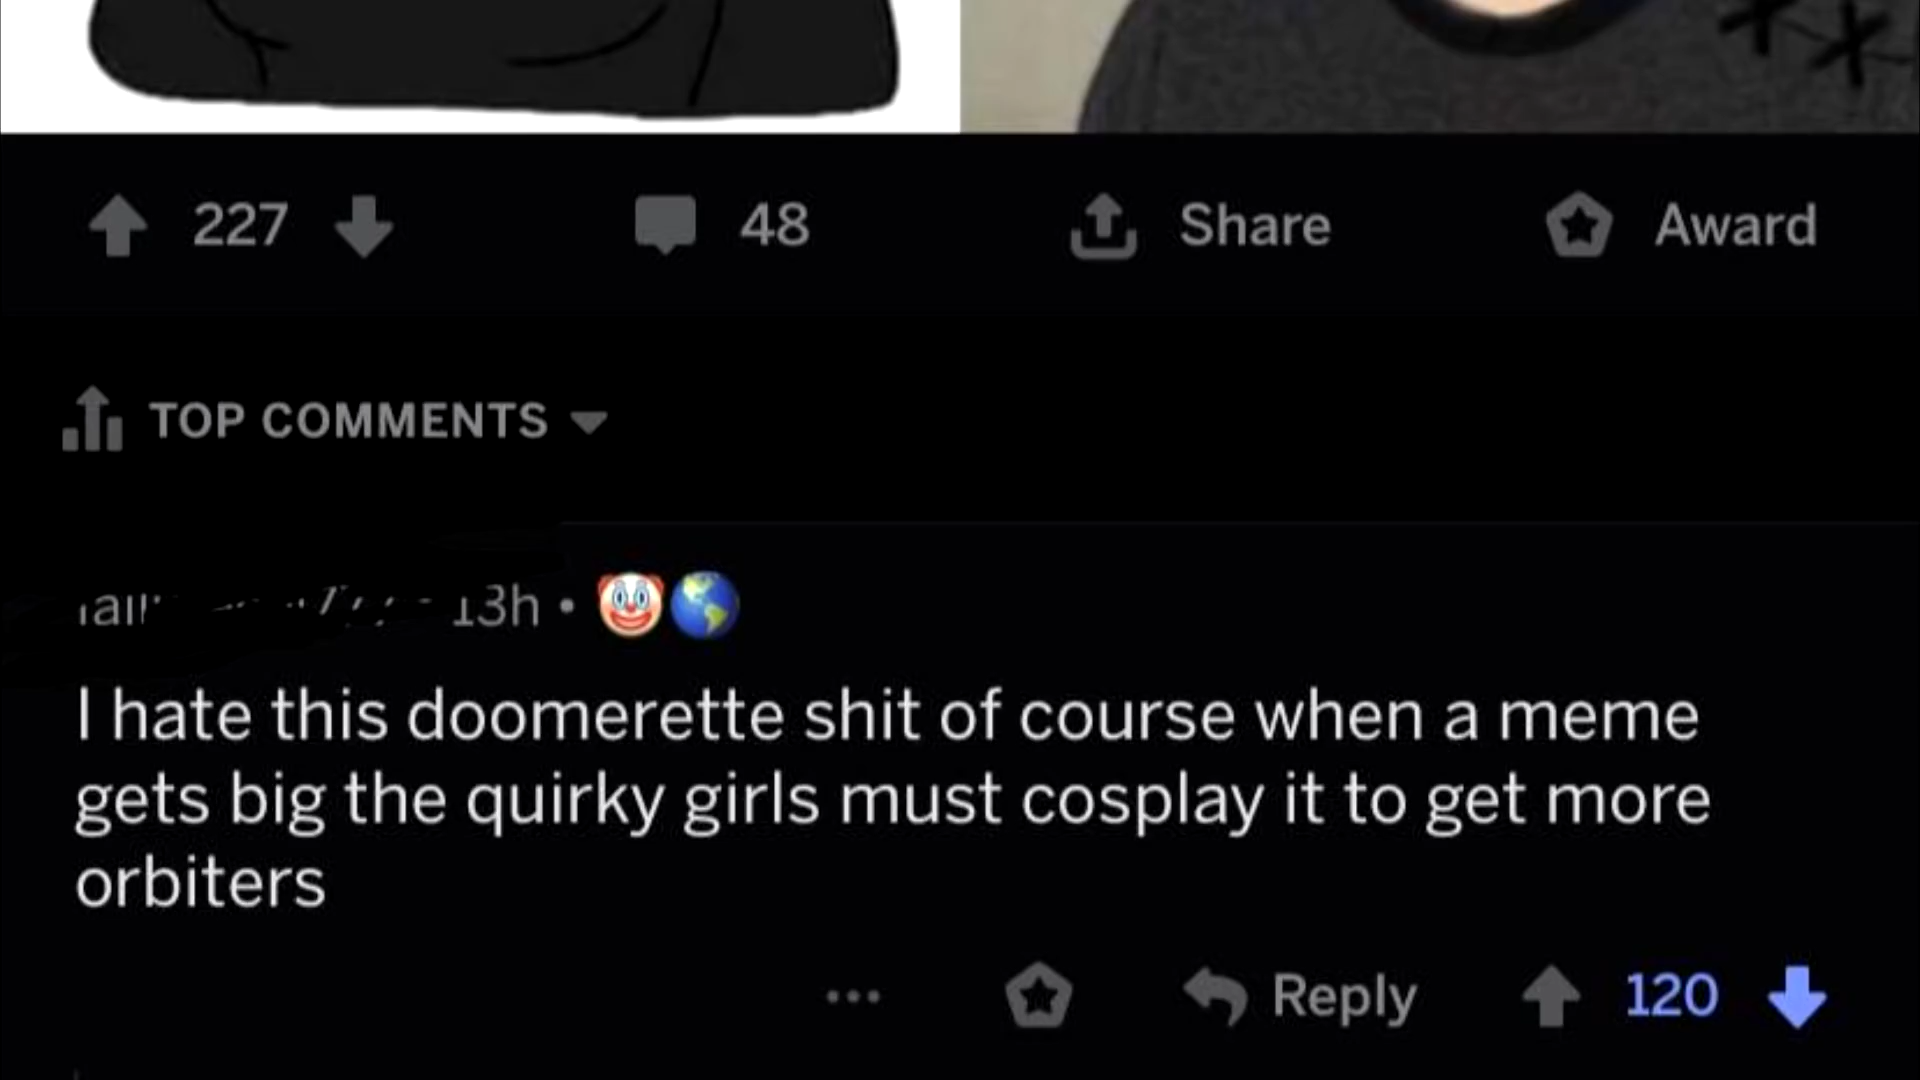 227 48 Share Award
TOP COMMENTS
13h •
I hate this doomerette shit of course when a meme
gets big the quirky girls must cosplay it to get more
orbiters
Reply 120